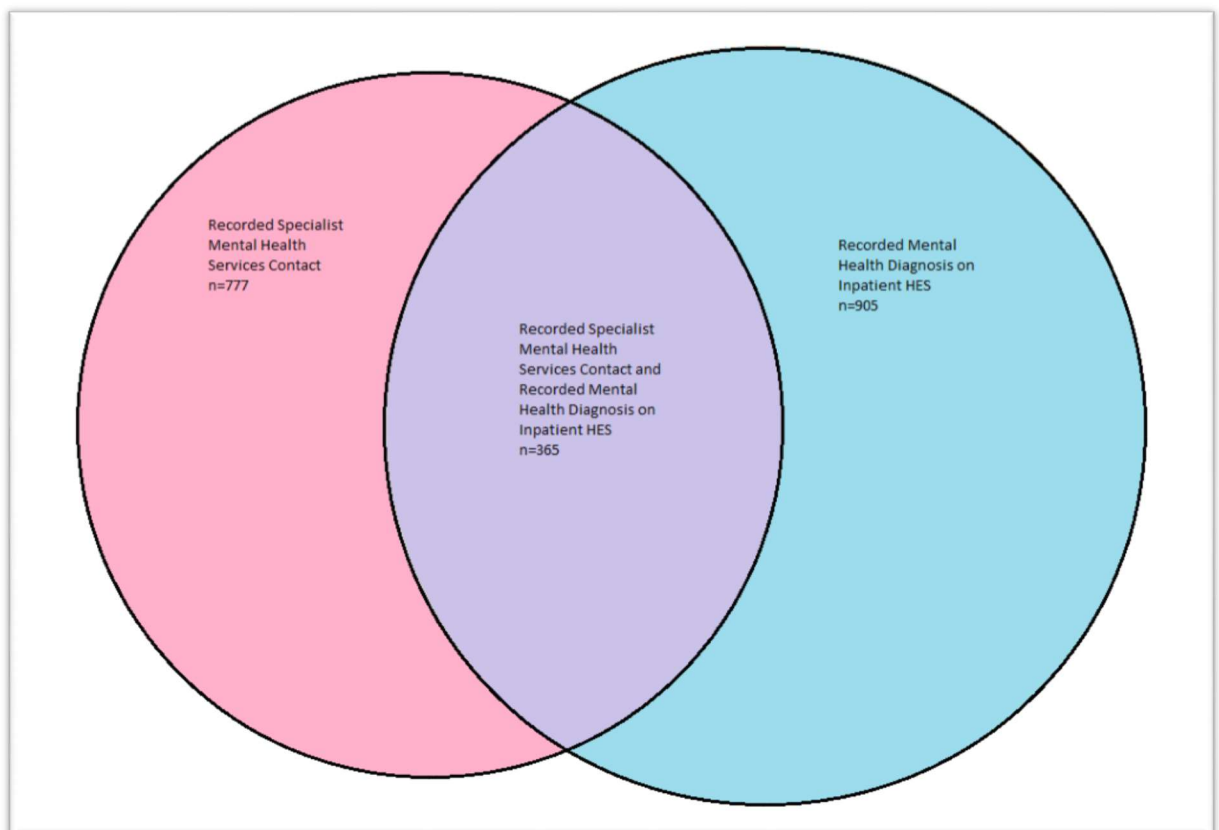 Recorded Specialist
Mental Health
Services Contact
n=777
Recorded Specialist
Mental Health
Services Contact and
Recorded Mental
Health Diagnosis on
Inpatient HES
n=365
Recorded Mental
Health Diagnosis on
Inpatient HES
n=905